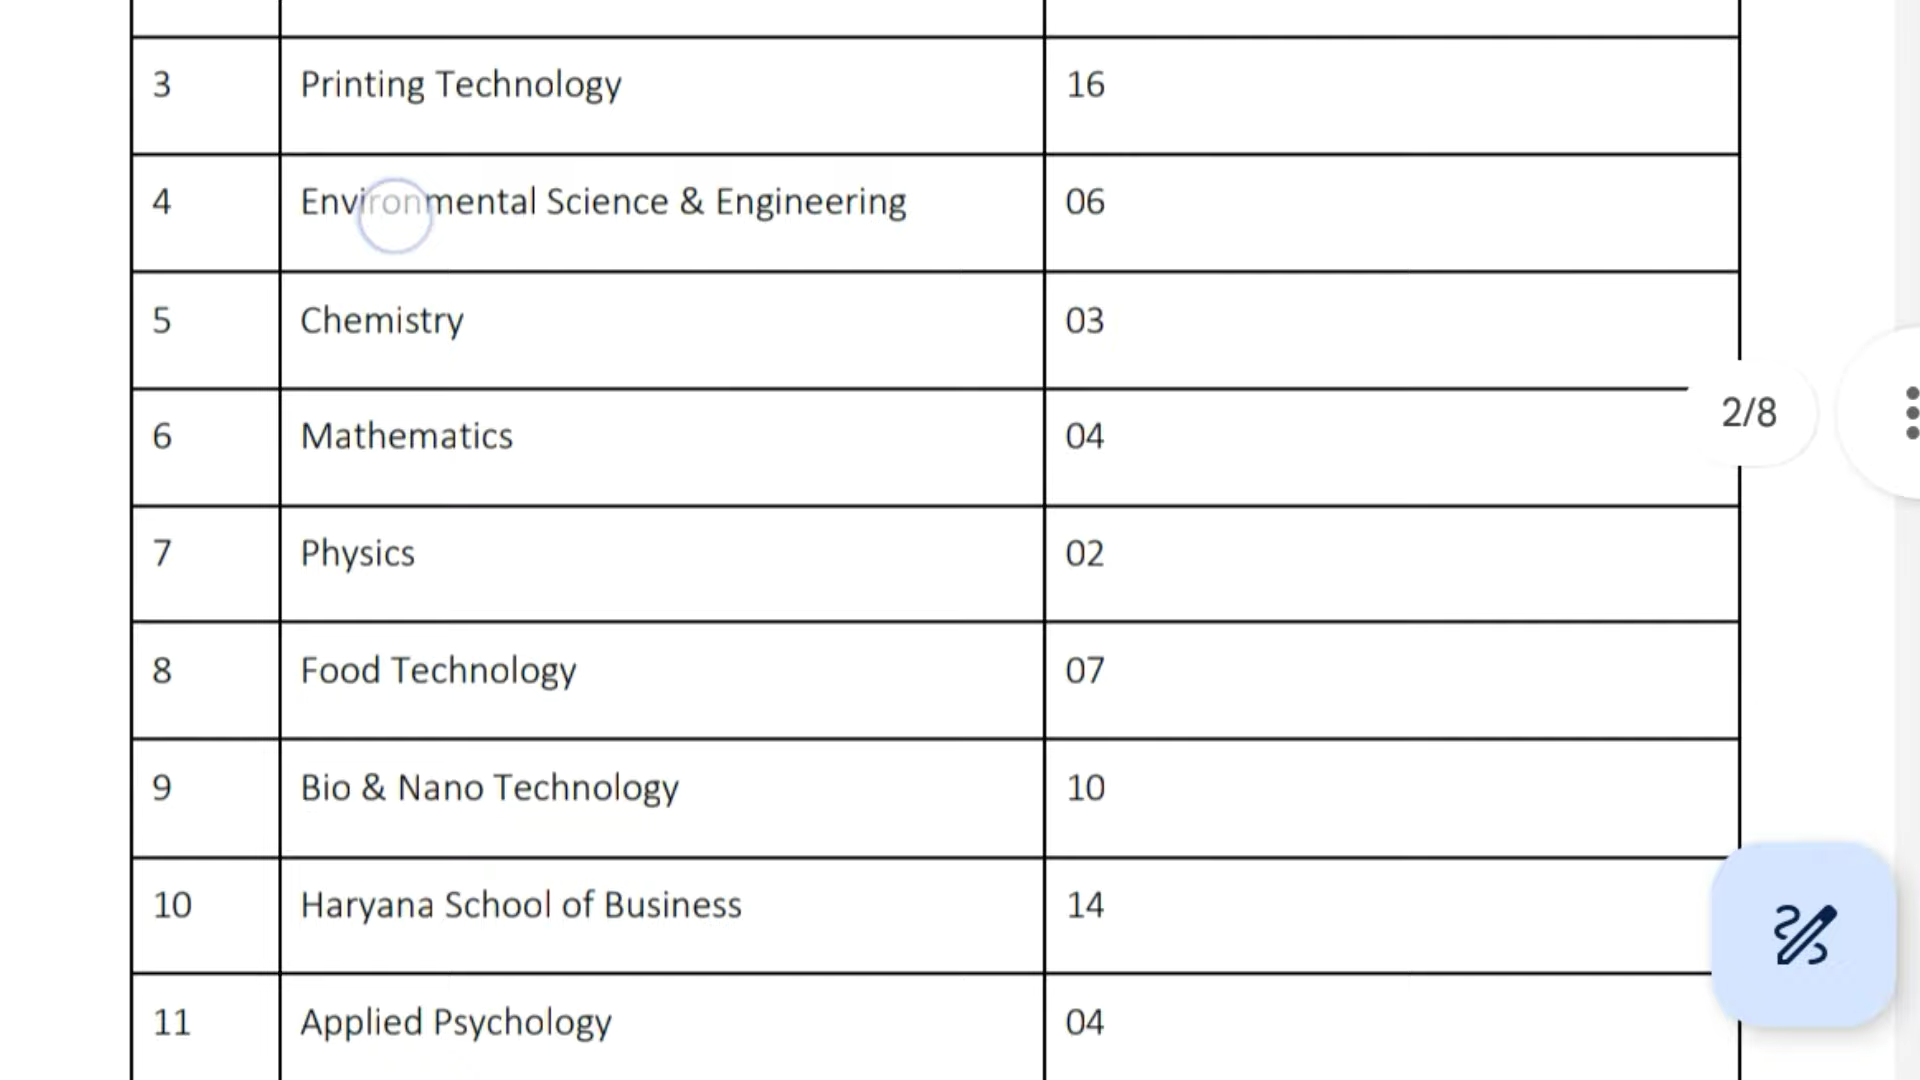 3 Printing Technology 16
4 Environmental Science & Engineering 06
5 Chemistry 03
6 Mathematics 04
2/8
7 Physics 02
8 Food Technology 07
9 Bio & Nano Technology 10
10 Haryana School of Business 14
11 Applied Psychology 04